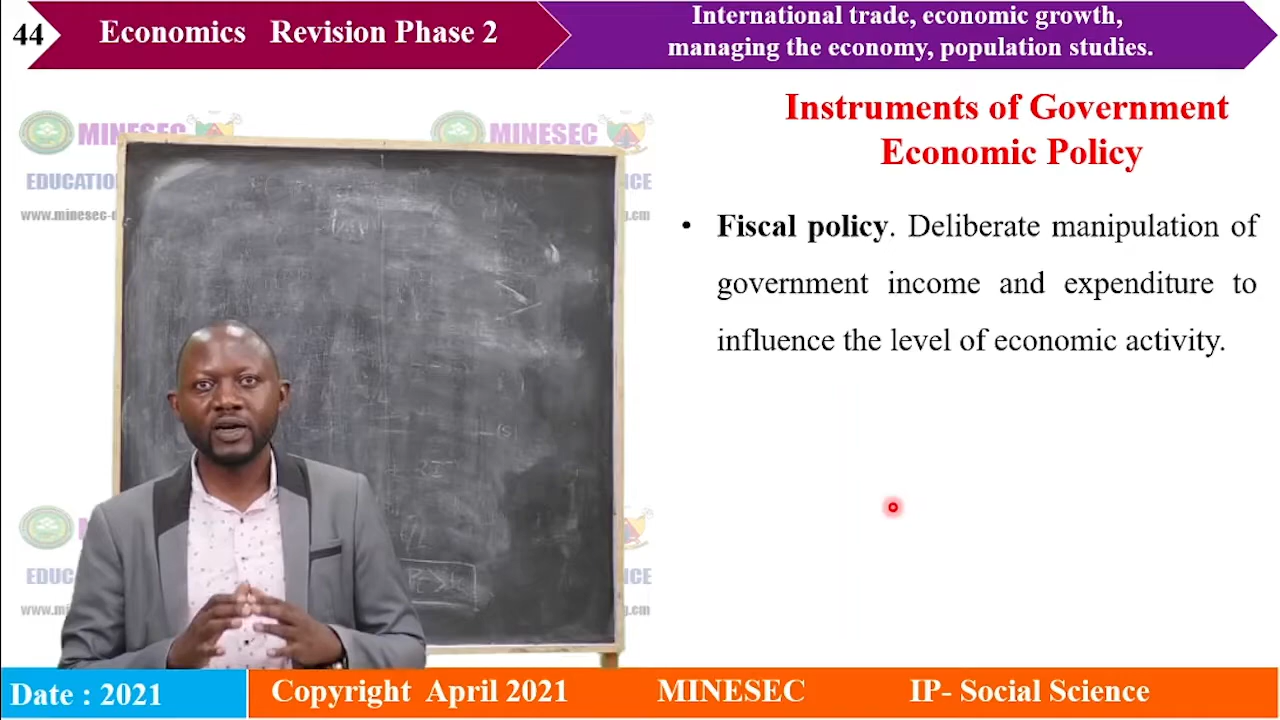 44
Economics Revision Phase 2
International trade, economic growth,
managing the economy, population studies.
MINESEC
MINESEC
Instruments of Government
Economic Policy
• Fiscal policy. Deliberate manipulation of
government income and expenditure to
influence the level of economic activity.
Date : 2021
Copyright April 2021
MINESEC
IP- Social Science